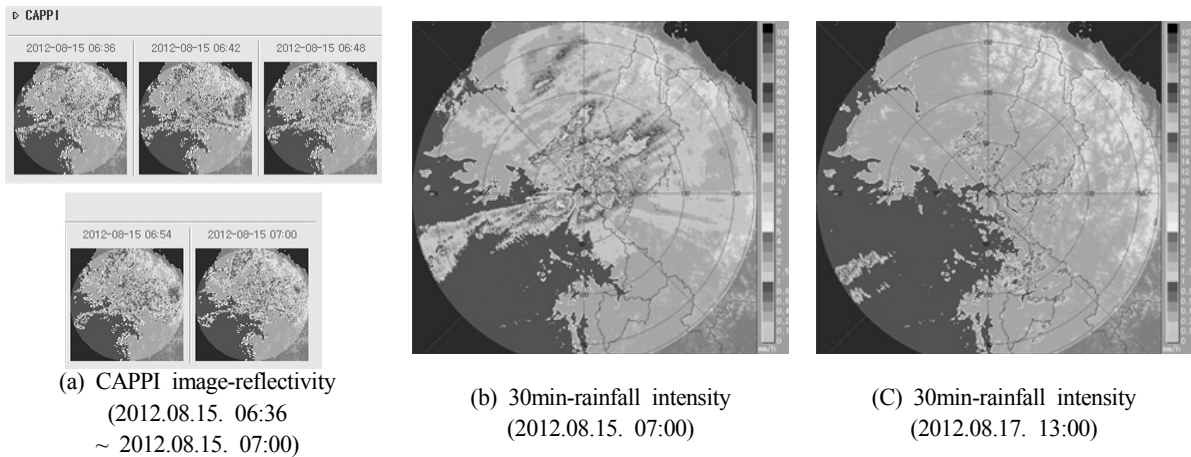 ▷ CAPPI
2012-08-15 06:36
2012-08-15 06:42
2012-08-15 06:48
2012-08-15 06:54
2012-08-15 07:00
(a) CAPPI image-reflectivity
(2012.08.15. 06:36
~ 2012.08.15. 07:00)
(b) 30min-rainfall intensity
(2012.08.15. 07:00)
(C) 30min-rainfall intensity
(2012.08.17. 13:00)